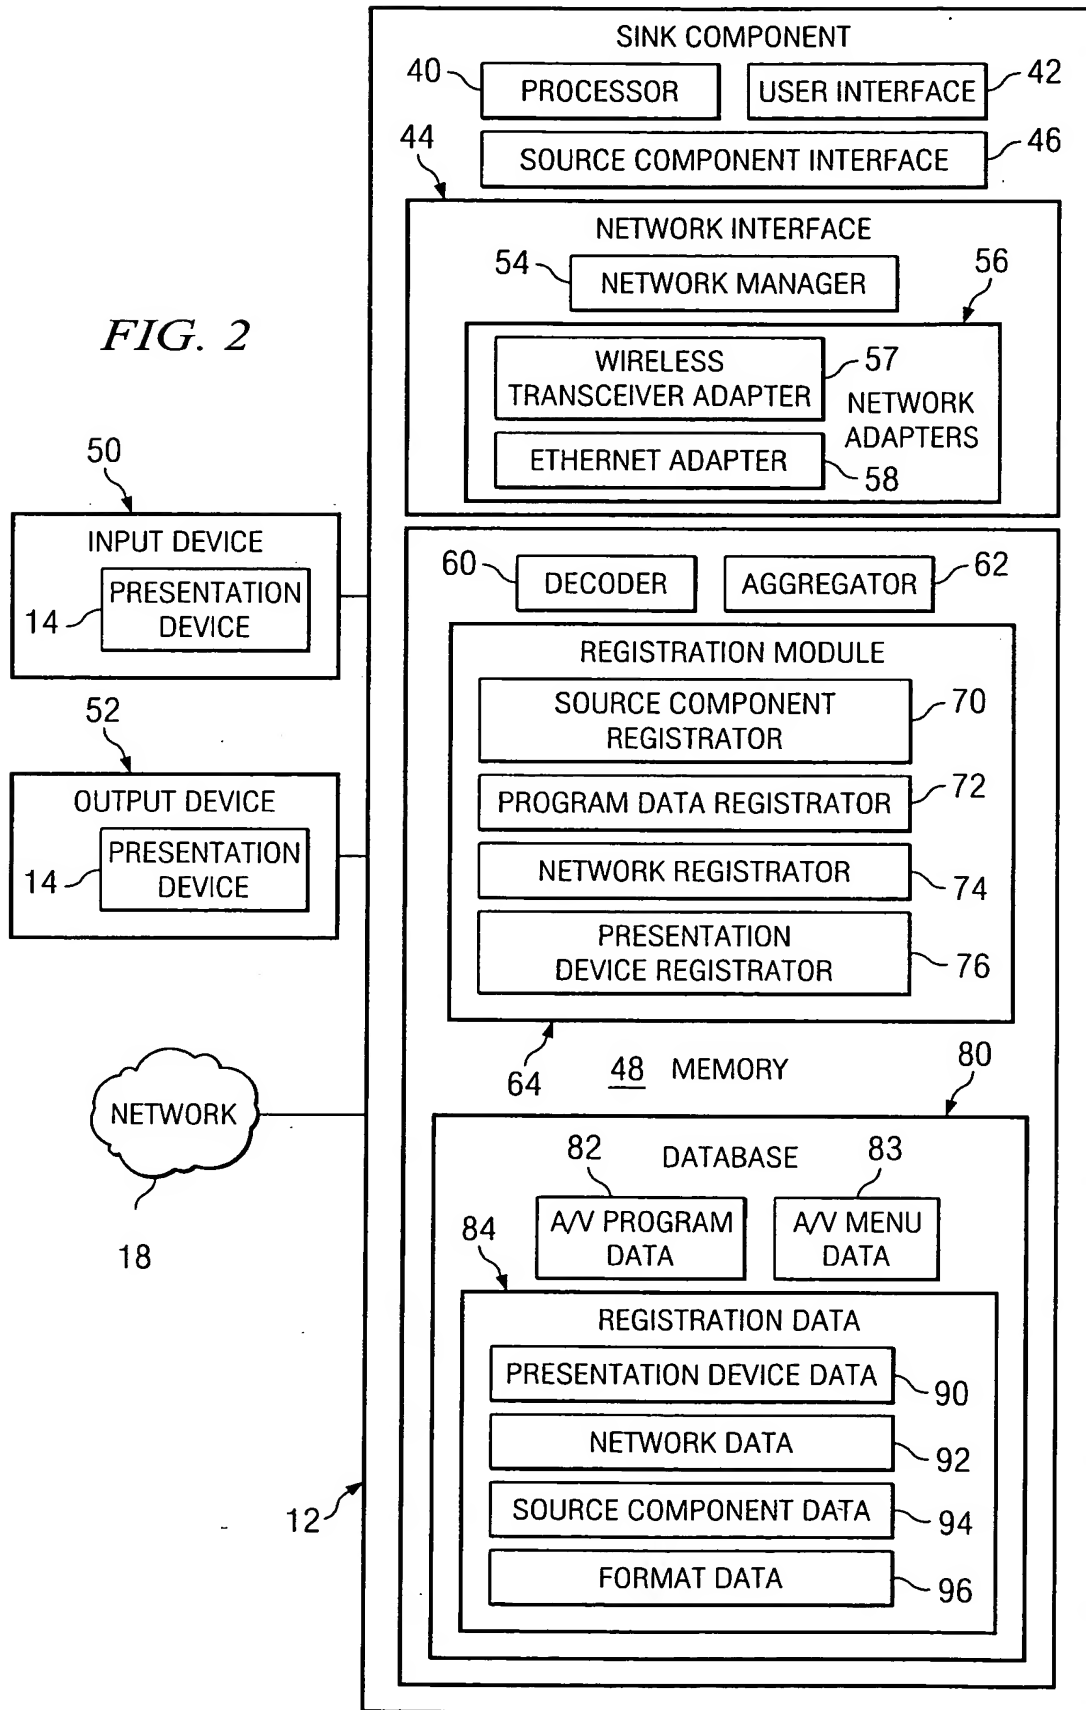 SINK COMPONENT
40
PROCESSOR
USER INTERFACE
42
44
SOURCE COMPONENT INTERFACE
46
NETWORK INTERFACE
54
NETWORK MANAGER
56
FIG. 2
WIRELESS
TRANSCEIVER ADAPTER
57
NETWORK
ADAPTERS
ETHERNET ADAPTER
58
50
INPUT DEVICE
PRESENTATION
DEVICE
14
60
DECODER
AGGREGATOR
62
REGISTRATION MODULE
SOURCE COMPONENT
REGISTRATOR
70
52
OUTPUT DEVICE
PRESENTATION
DEVICE
14
PROGRAM DATA REGISTRATOR
72
NETWORK REGISTRATOR
74
PRESENTATION
DEVICE REGISTRATOR
76
64
48 MEMORY
80
NETWORK
18
DATABASE
82
83
A/V PROGRAM
DATA
A/V MENU
DATA
84
REGISTRATION DATA
PRESENTATION DEVICE DATA
90
NETWORK DATA
92
12
SOURCE COMPONENT DATA
94
FORMAT DATA
96